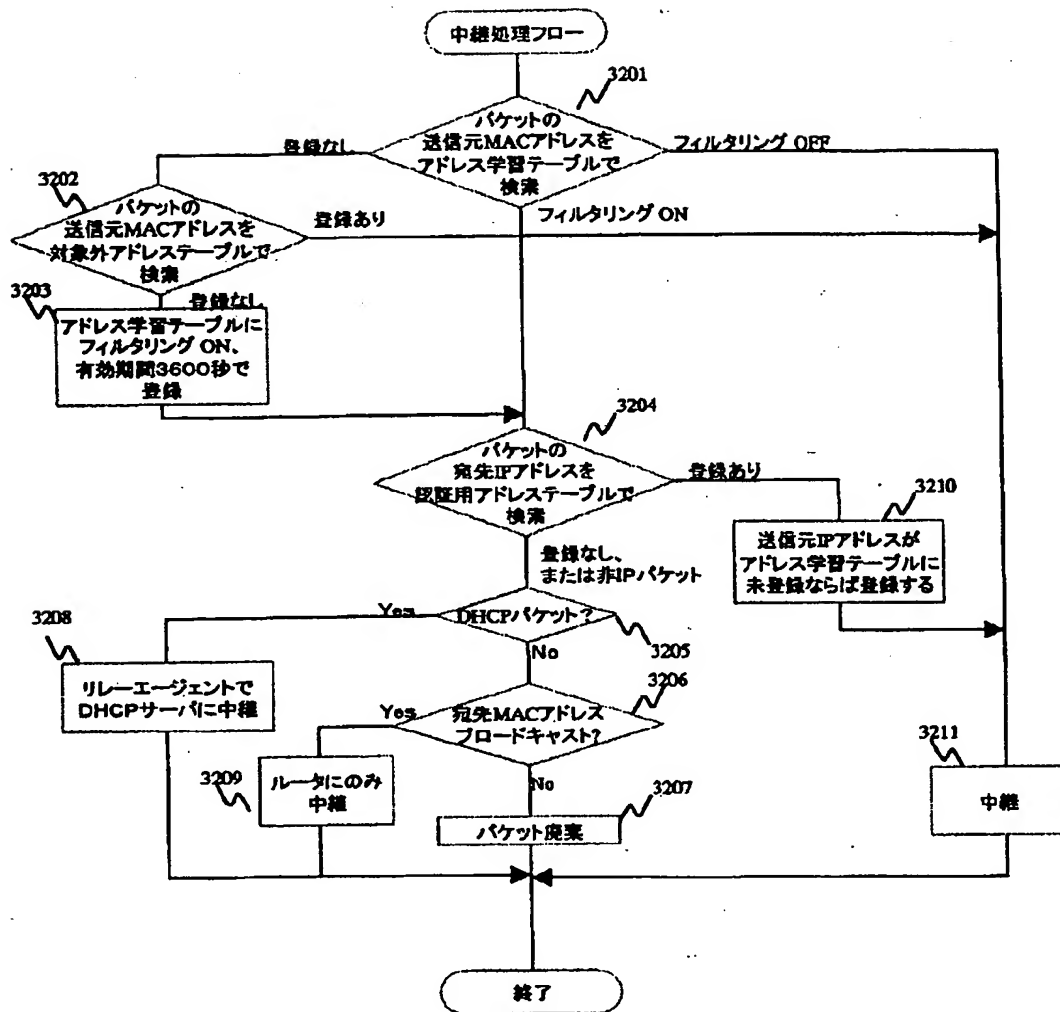 中継処理フロー
3201
パケットの
送信元MACアドレスを
アドレス学習テーブルで
検索
登録なし
フィルタリング OFF
フィルタリング ON
3202
パケットの
送信元MACアドレスを
対象外アドレステーブルで
検索
登録あり
登録なし
3203
アドレス学習テーブルに
フィルタリング ON、
有効期間3600秒で
登録
3204
パケットの
宛先IPアドレスを
認証用アドレステーブルで
検索
登録あり
3210
送信元IPアドレスが
アドレス学習テーブルに
未登録ならば登録する
登録なし、
または非IPパケット
Yes
DHCPパケット？
3205
No
3208
リレーエージェントで
DHCPサーバに中継
3206
Yes
宛先MACアドレス
ブロードキャスト？
No
3209
ルータにのみ
中継
3207
パケット廃棄
3211
中継
終了